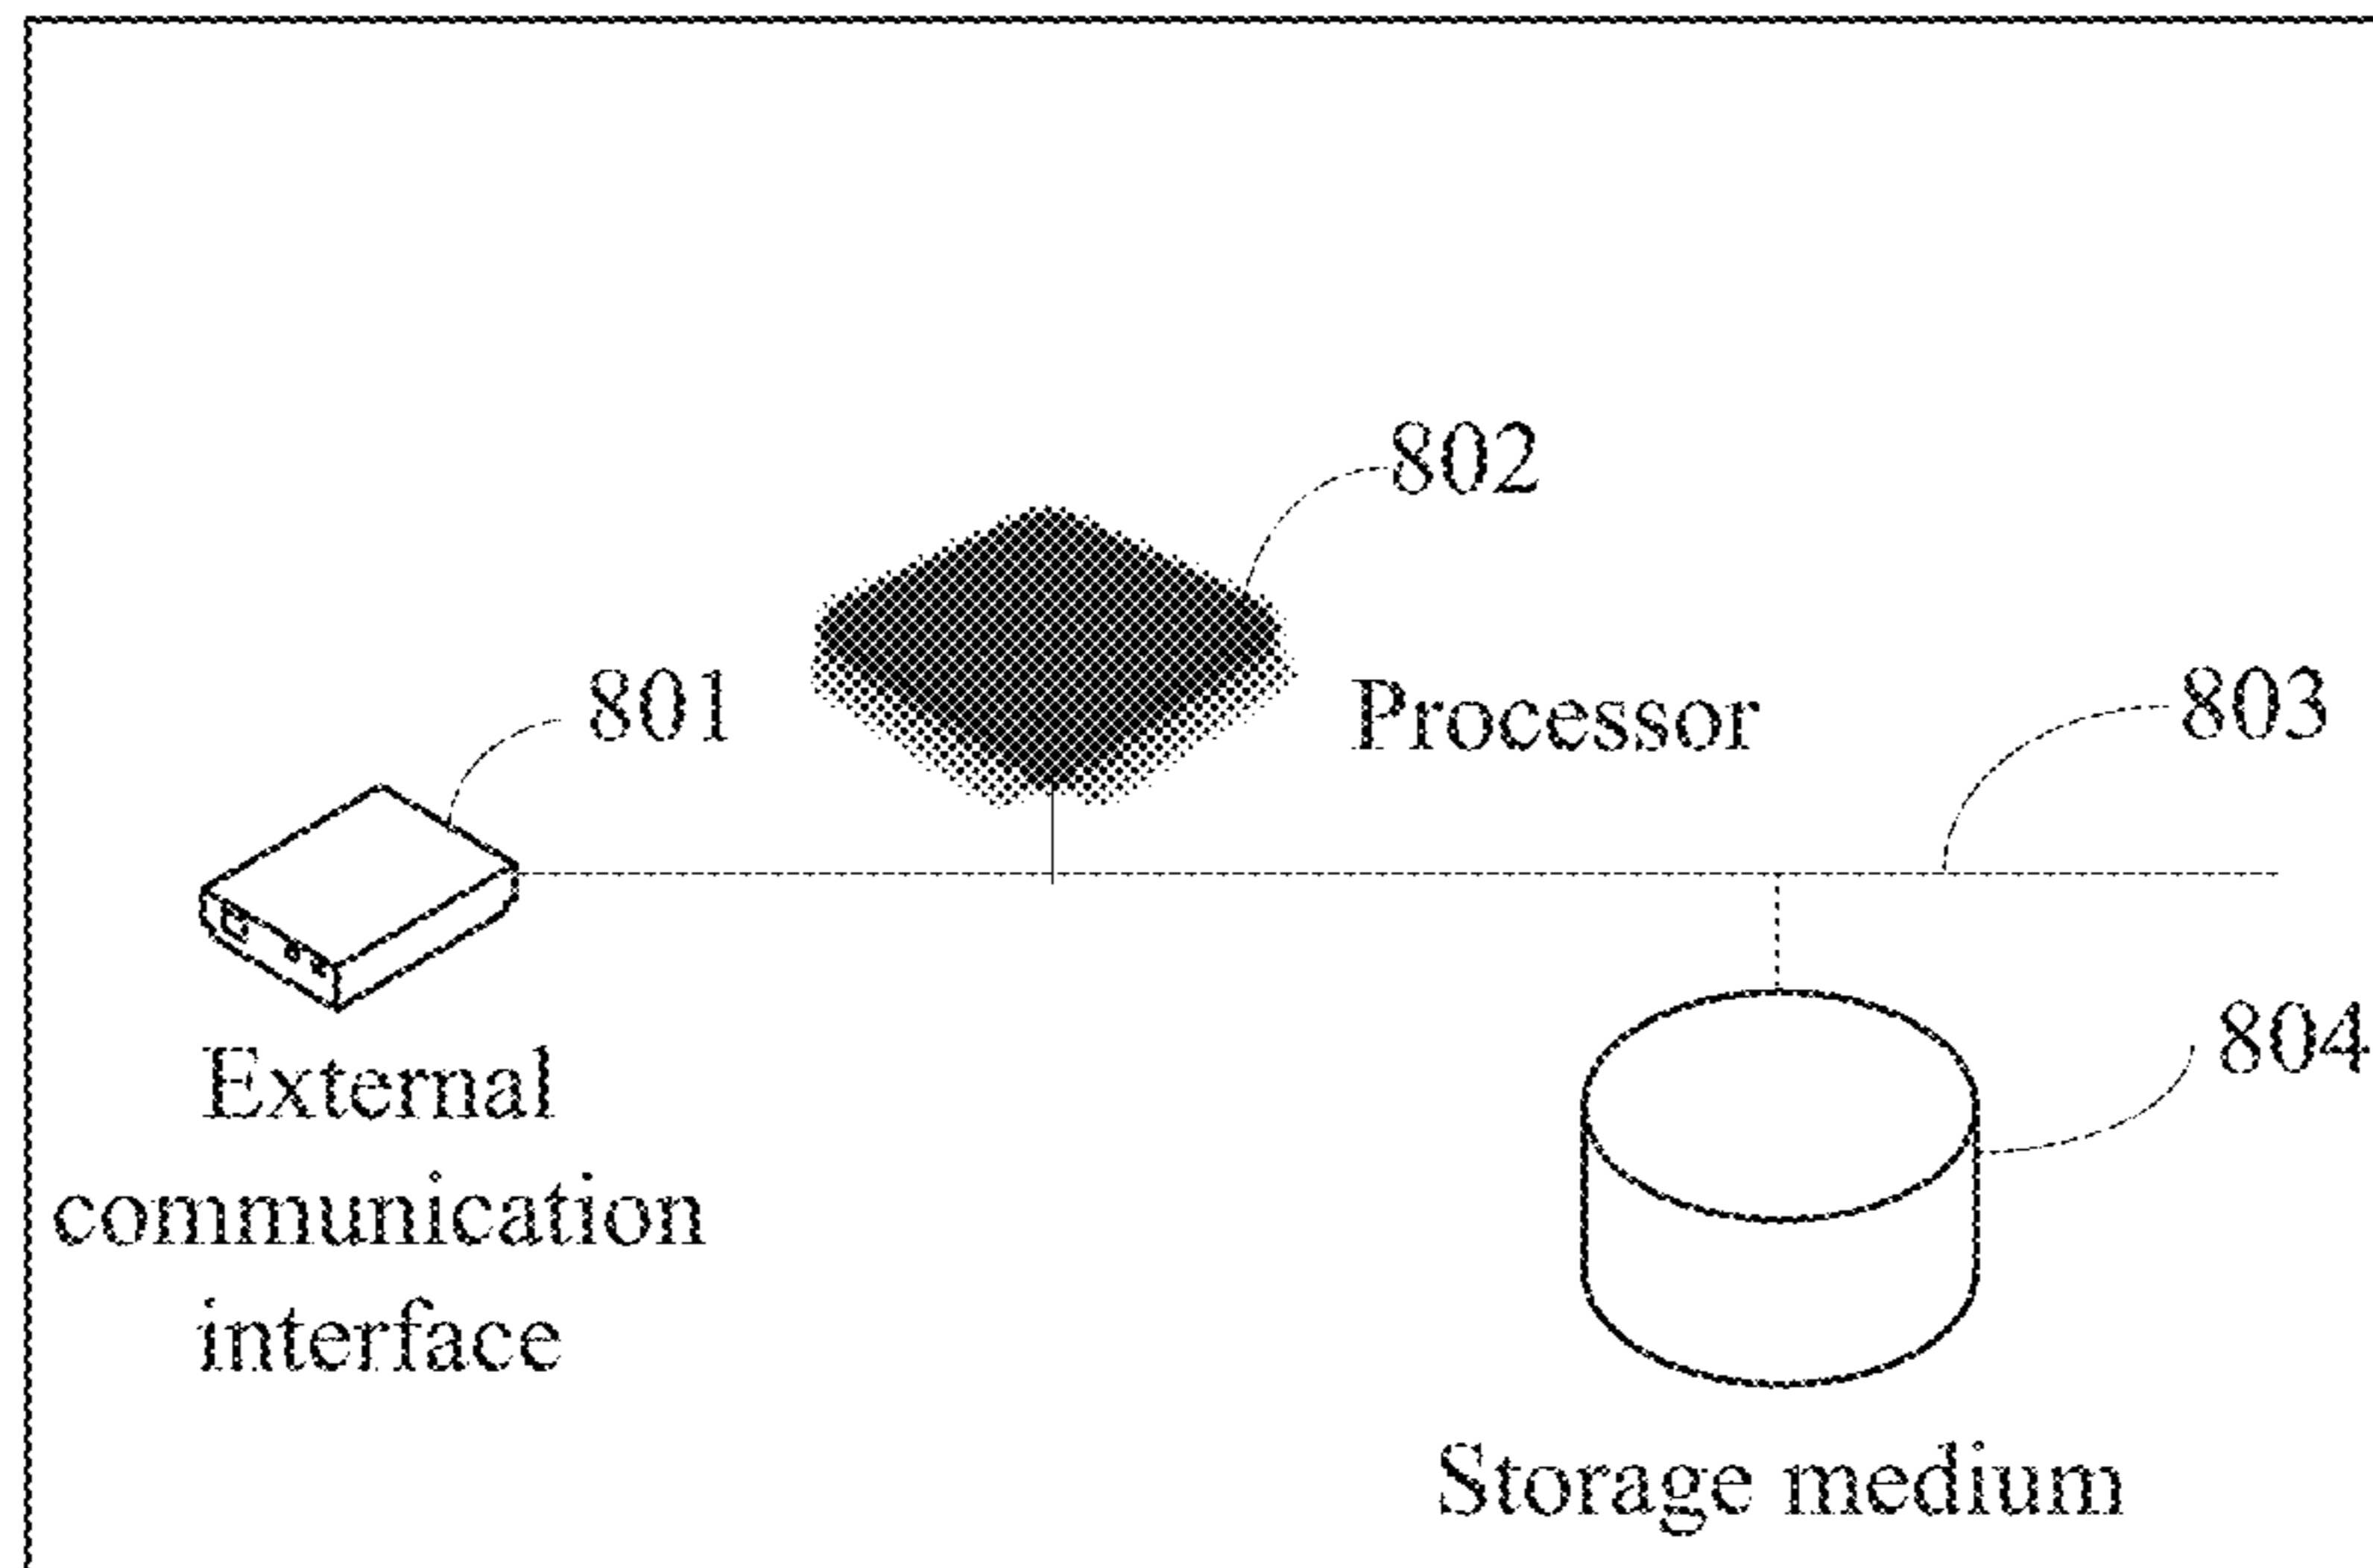 802
801
Processor
803
External
communication
interface
804
Storage medium